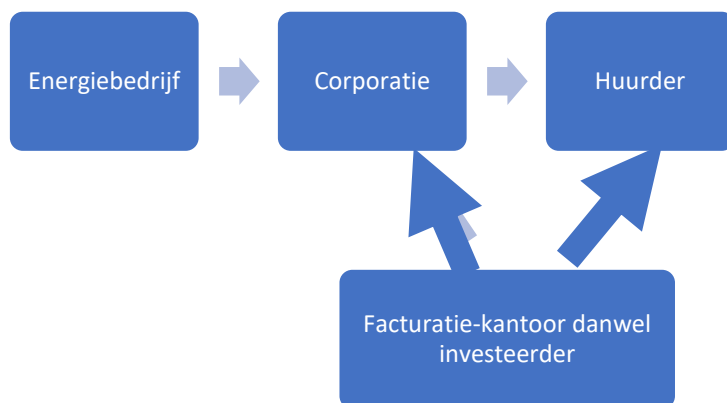 Energiebedrijf
Corporatie
Huurder
Facturatie-kantoor danwel
investeerder